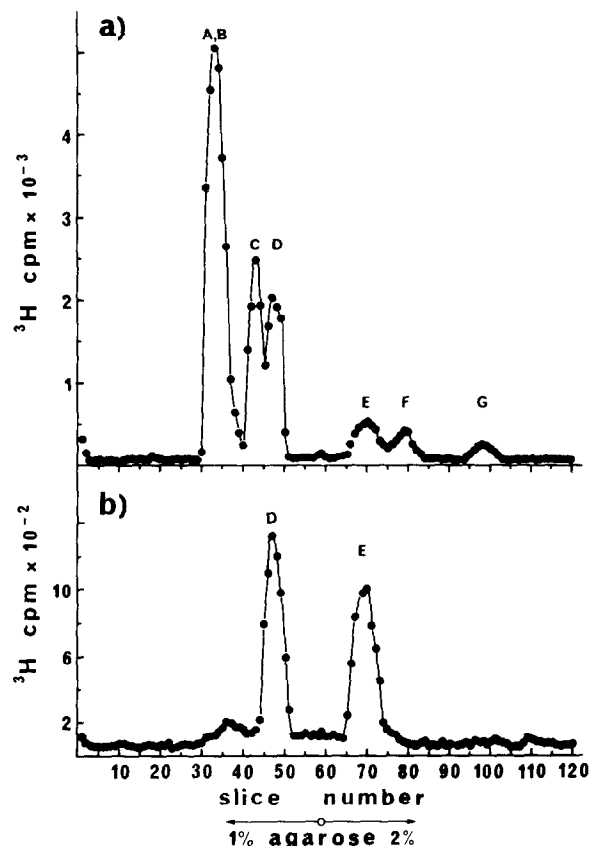 a)
A,B
C D
E F G
4
3
2
1
³H cpm × 10⁻³
b)
D
E
10
6
2
³H cpm × 10⁻²
10 20 30 40 50 60 70 80 90 100 110 120
slice number
1% agarose 2%